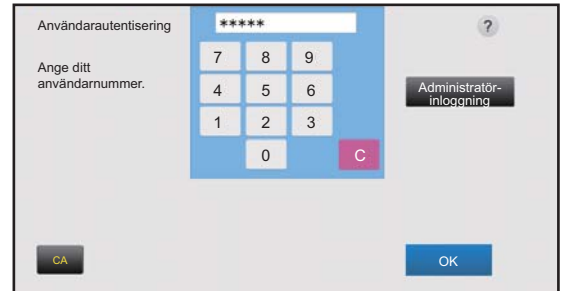 Användarautentisering
*****
?
Ange ditt
användarnummer.
7 8 9
4 5 6
1 2 3
0 C
Administratör-
inloggning
CA
OK